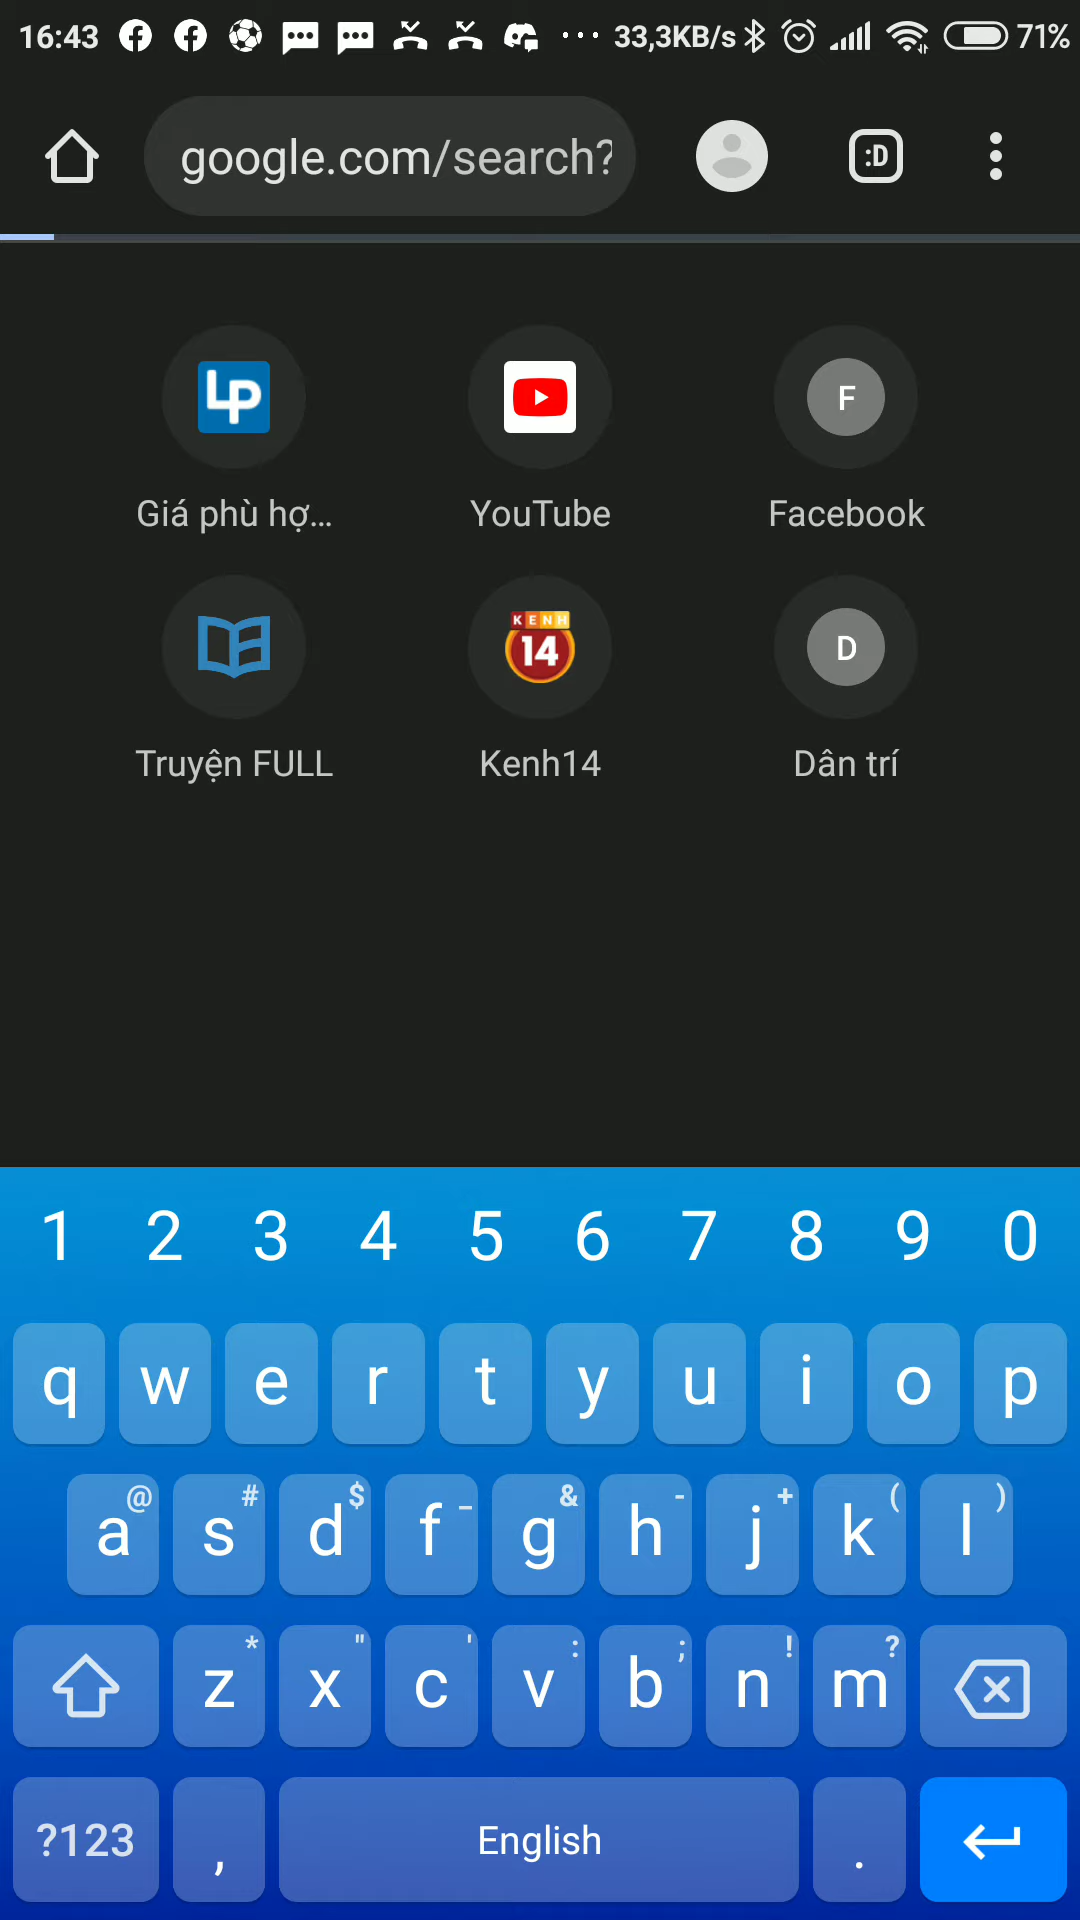 16:43 33,3KB/s 71%
google.com/search?
:D
LP
F
Giá phù hợ... YouTube Facebook
KENH
14
D
Truyện FULL Kenh14 Dân trí
1 2 3 4 5 6 7 8 9 0
q w e r t y u i o p
@ # $ _ & - + ( )
a s d f g h j k l
* " ' : ; ! ?
z x c v b n m
?123 , English .